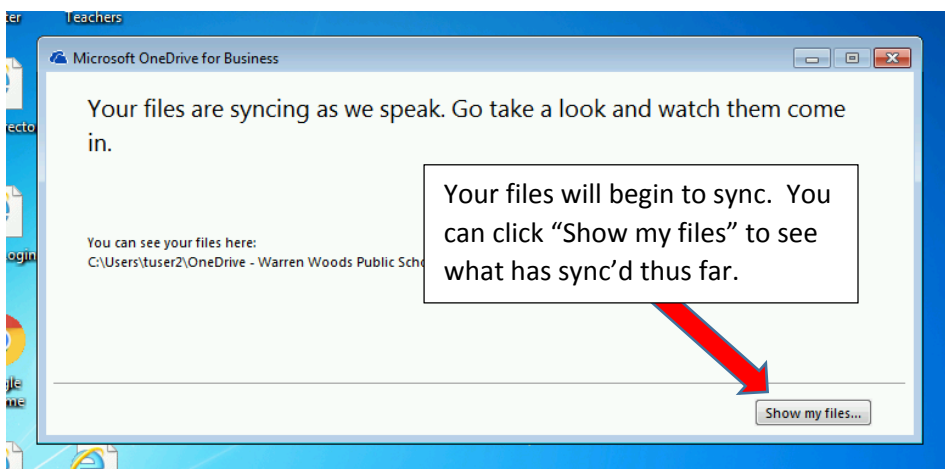 Teachers
Microsoft OneDrive for Business
Your files are syncing as we speak. Go take a look and watch them come
in.
Your files will begin to sync. You
can click “Show my files” to see
what has sync’d thus far.
You can see your files here:
C:\Users\tuser2\OneDrive - Warren Woods Public
Show my files...